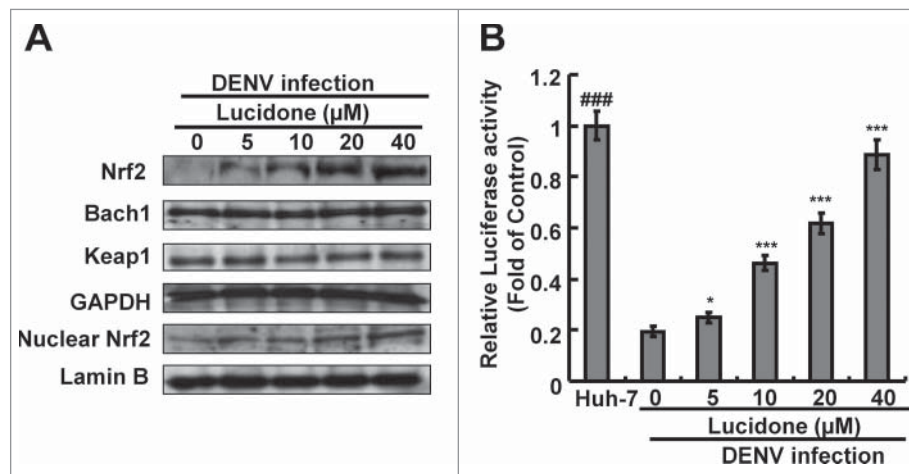 A
DENV infection
Lucidone (µM)
0 5 10 20 40
Nrf2
Bach1
Keap1
GAPDH
Nuclear Nrf2
Lamin B
B
Relative Luciferase activity
(Fold of Control)
1.2
1
0.8
0.6
0.4
0.2
0
###
*
***
***
***
Huh-7 0 5 10 20 40
Lucidone (µM)
DENV infection